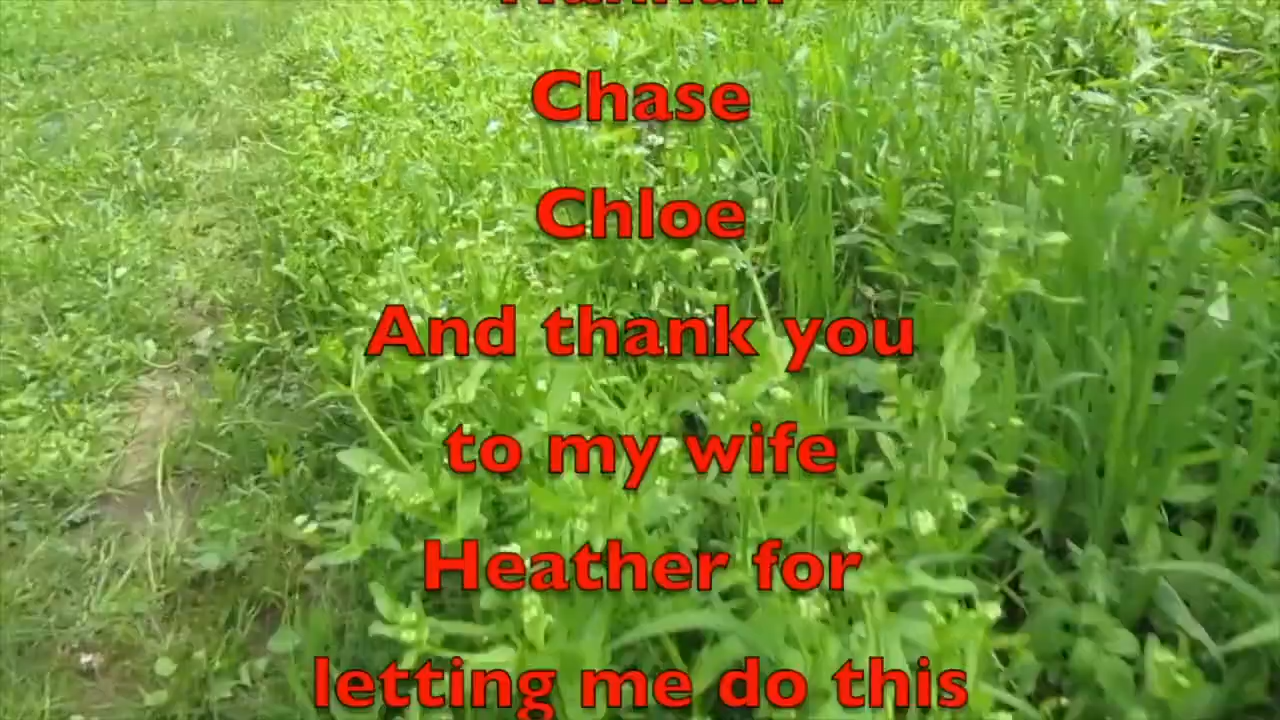 Chase
Chloe
And thank you
to my wife
Heather for
letting me do this